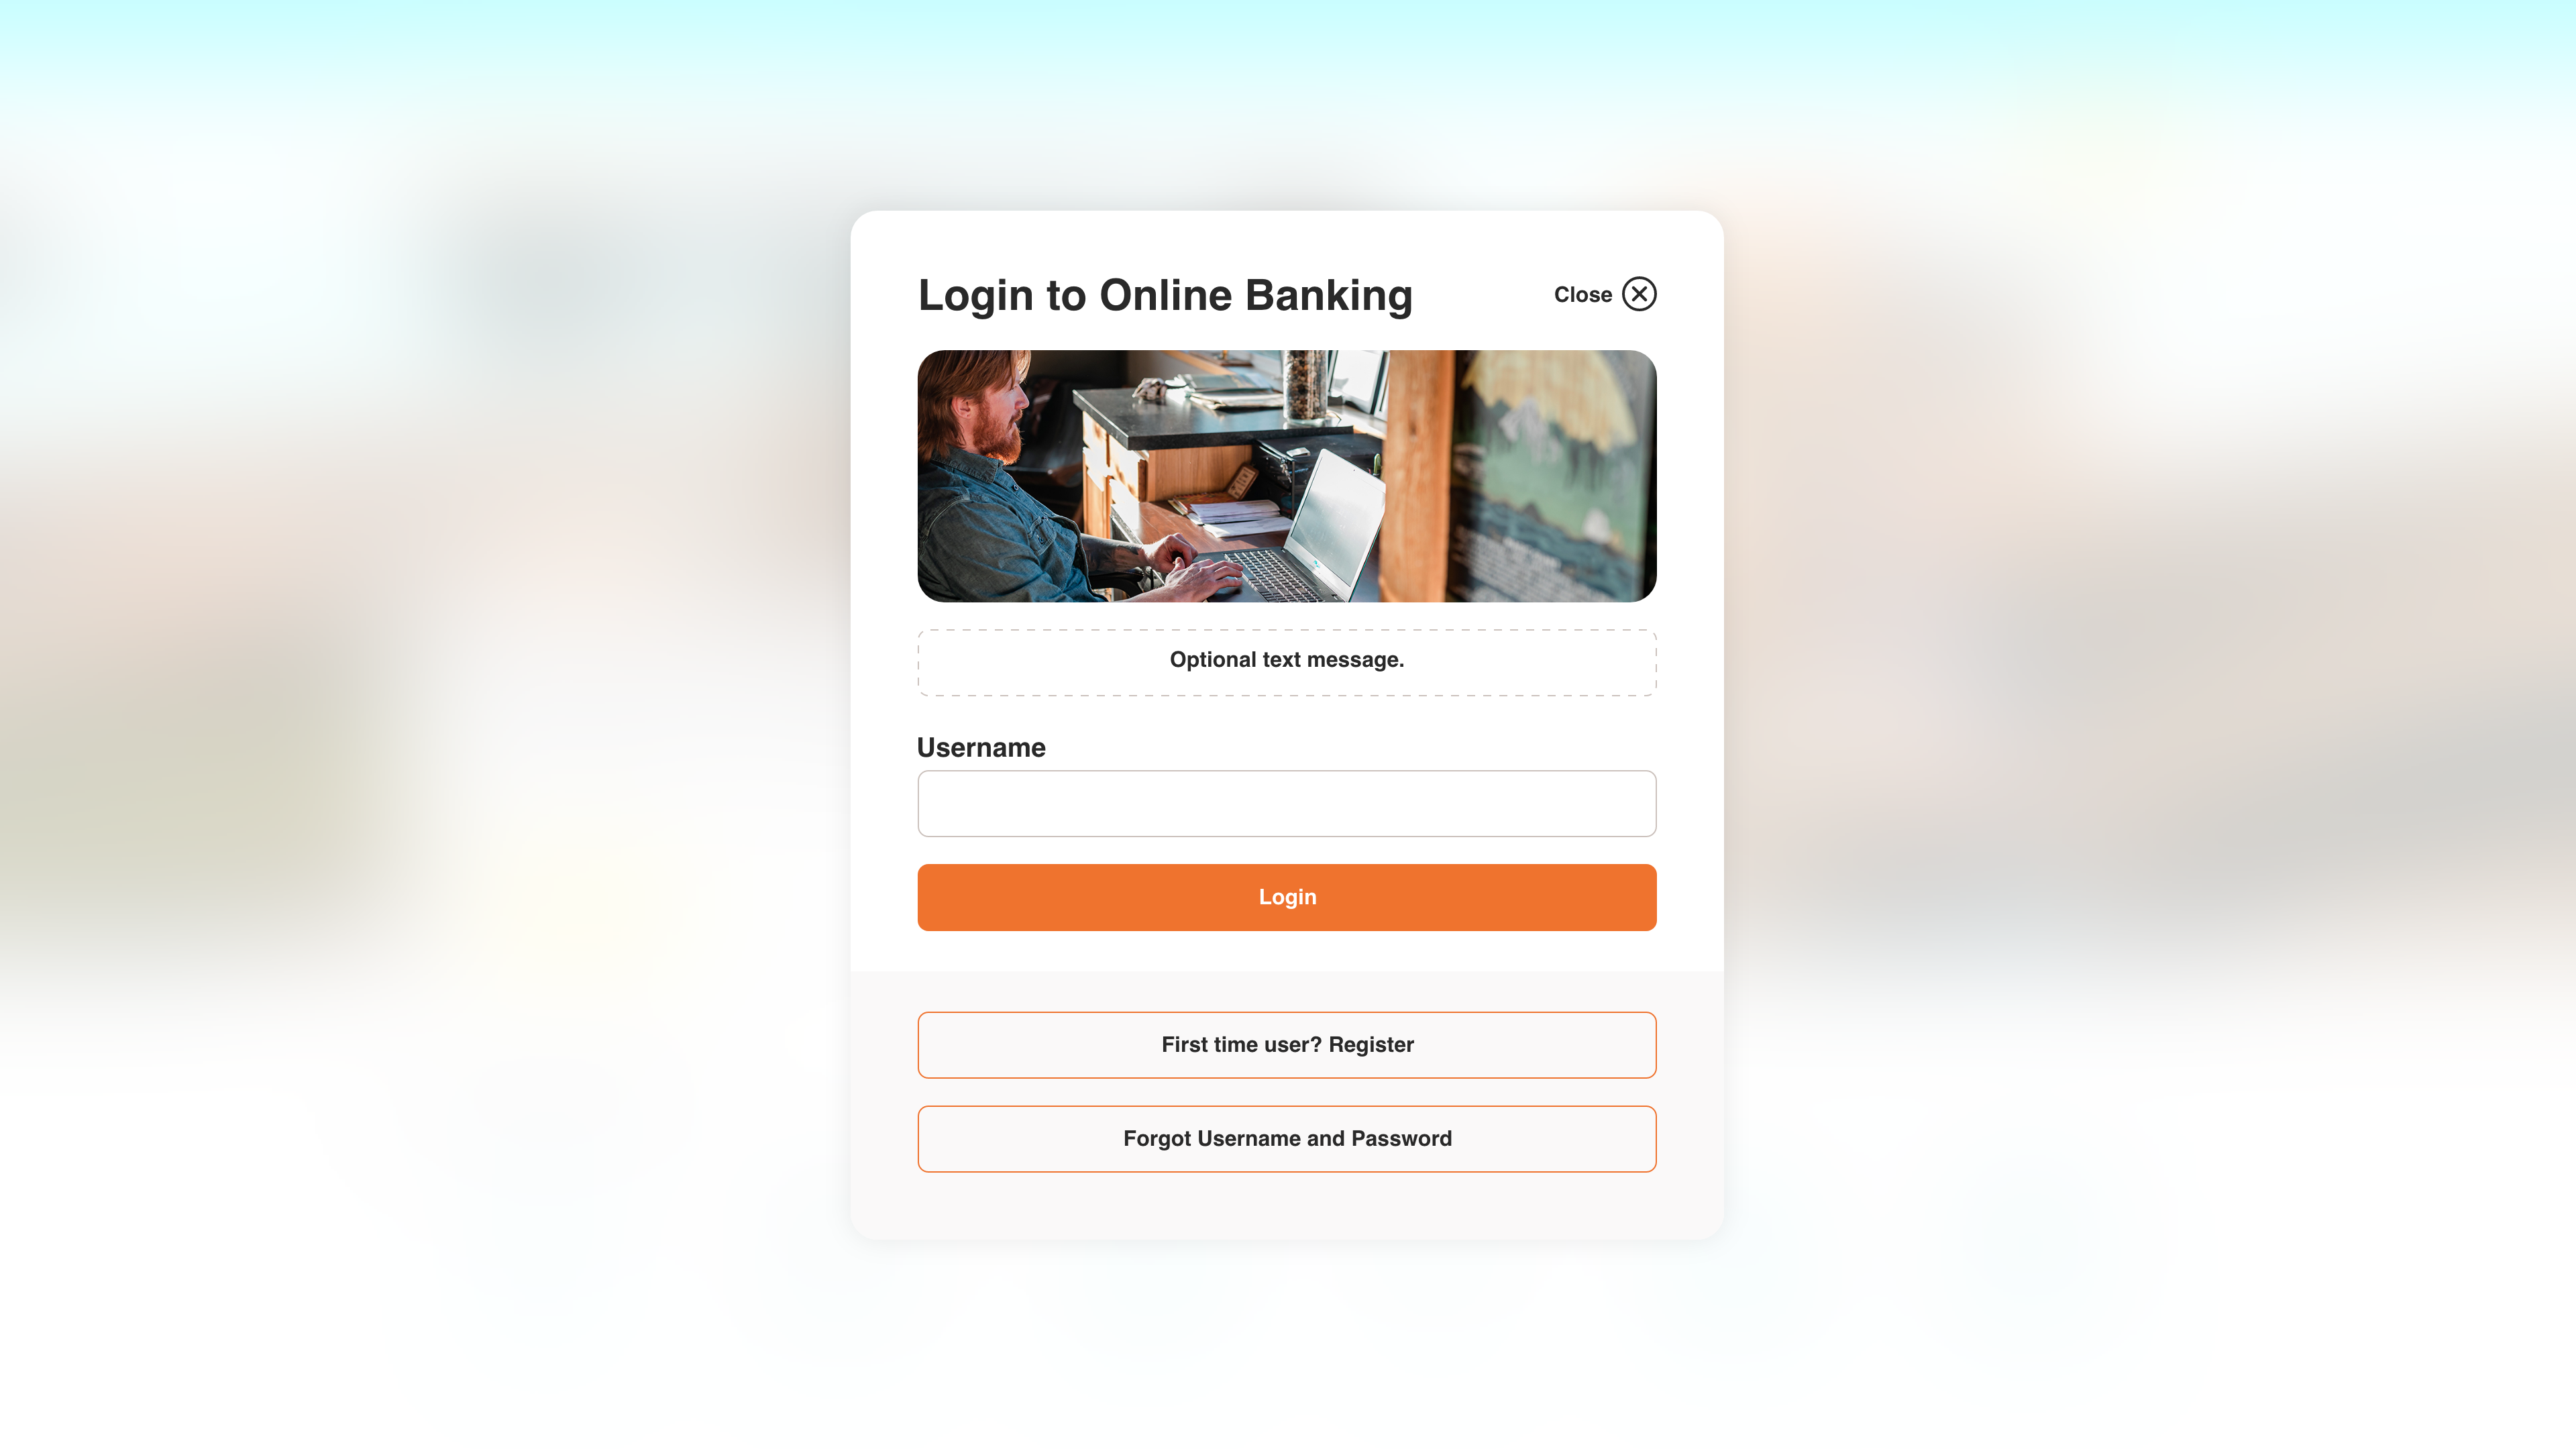 Login to Online Banking
Close
Optional text message.
Username
Login
First time user? Register
Forgot Username and Password